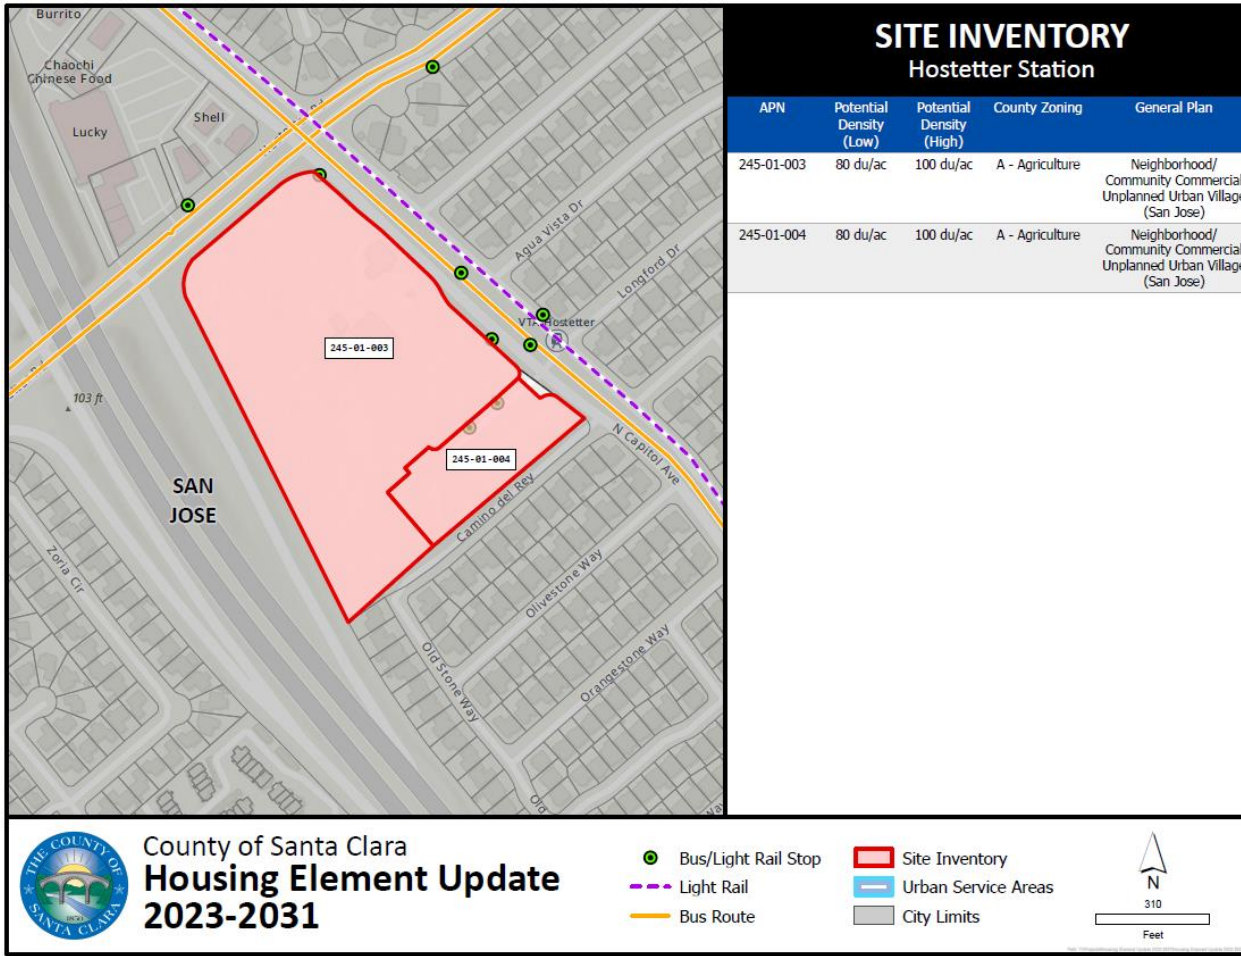 Burrito
Chaochi
Chinese Food
Lucky
Shell
Agua Vista Dr
Longford Dr
VTA Hostetter
245-01-003
103 ft
245-01-004
N Capitol Ave
Camino del Rey
SAN
JOSE
Zoria Cir
Olivestone Way
Old Stone Way
Orangestone Way
Old
SITE INVENTORY
Hostetter Station
APN Potential Density (Low) Potential Density (High) County Zoning General Plan
245-01-003 80 du/ac 100 du/ac A - Agriculture Neighborhood/
Community Commercial
Unplanned Urban Village
(San Jose)
245-01-004 80 du/ac 100 du/ac A - Agriculture Neighborhood/
Community Commercial
Unplanned Urban Village
(San Jose)
THE COUNTY OF
SANTA CLARA
1850
County of Santa Clara
Housing Element Update
2023-2031
Bus/Light Rail Stop
Light Rail
Bus Route
Site Inventory
Urban Service Areas
City Limits
N
310
Feet